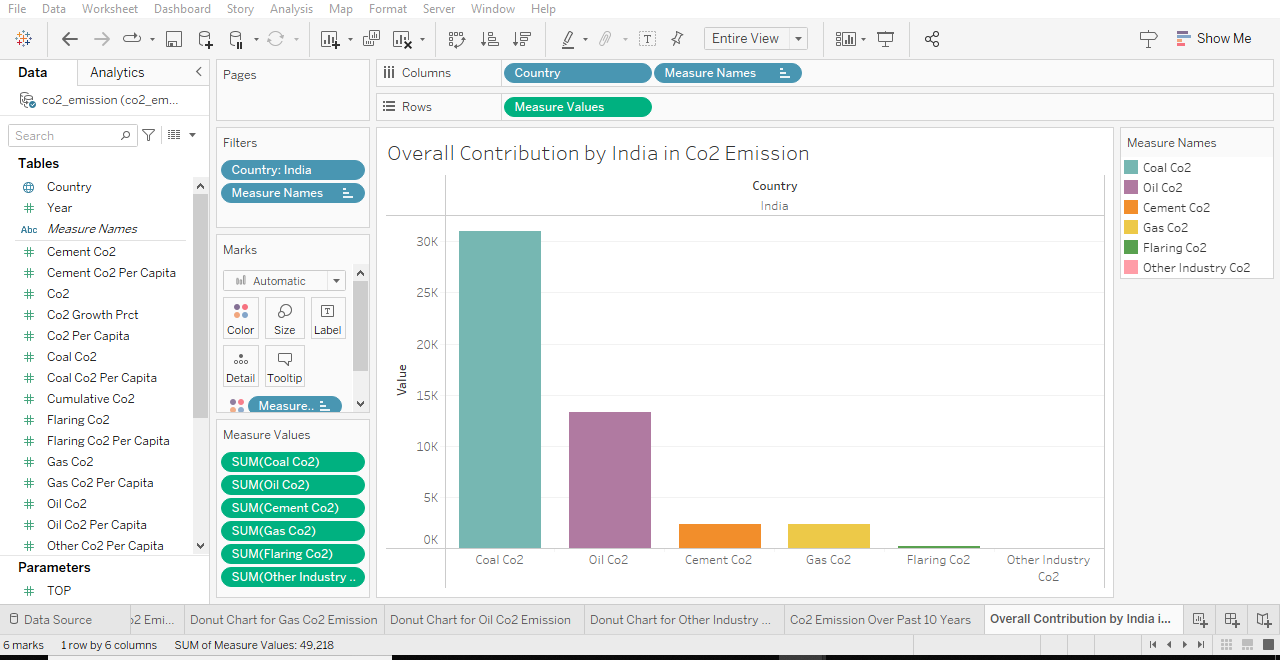 File Data Worksheet Dashboard Story Analysis Map Format Server Window Help
Entire View
Show Me
Data Analytics
co2_emission (co2_em...
Search
Tables
Country
Year
Abc Measure Names
Cement Co2
Cement Co2 Per Capita
Co2
Co2 Growth Prct
Co2 Per Capita
Coal Co2
Coal Co2 Per Capita
Cumulative Co2
Flaring Co2
Flaring Co2 Per Capita
Gas Co2
Gas Co2 Per Capita
Oil Co2
Oil Co2 Per Capita
Other Co2 Per Capita
Parameters
TOP
Pages
Filters
Country: India
Measure Names
Marks
Automatic
Color Size Label
Detail Tooltip
Measure..
Measure Values
SUM(Coal Co2)
SUM(Oil Co2)
SUM(Cement Co2)
SUM(Gas Co2)
SUM(Flaring Co2)
SUM(Other Industry ..
Columns Country Measure Names
Rows Measure Values
Overall Contribution by India in Co2 Emission
Country
India
Value
30K
25K
20K
15K
10K
5K
0K
Coal Co2 Oil Co2 Cement Co2 Gas Co2 Flaring Co2 Other Industry
Co2
Measure Names
Coal Co2
Oil Co2
Cement Co2
Gas Co2
Flaring Co2
Other Industry Co2
Data Source o2 Emi... Donut Chart for Gas Co2 Emission Donut Chart for Oil Co2 Emission Donut Chart for Other Industry ... Co2 Emission Over Past 10 Years Overall Contribution by India i...
6 marks 1 row by 6 columns SUM of Measure Values: 49,218